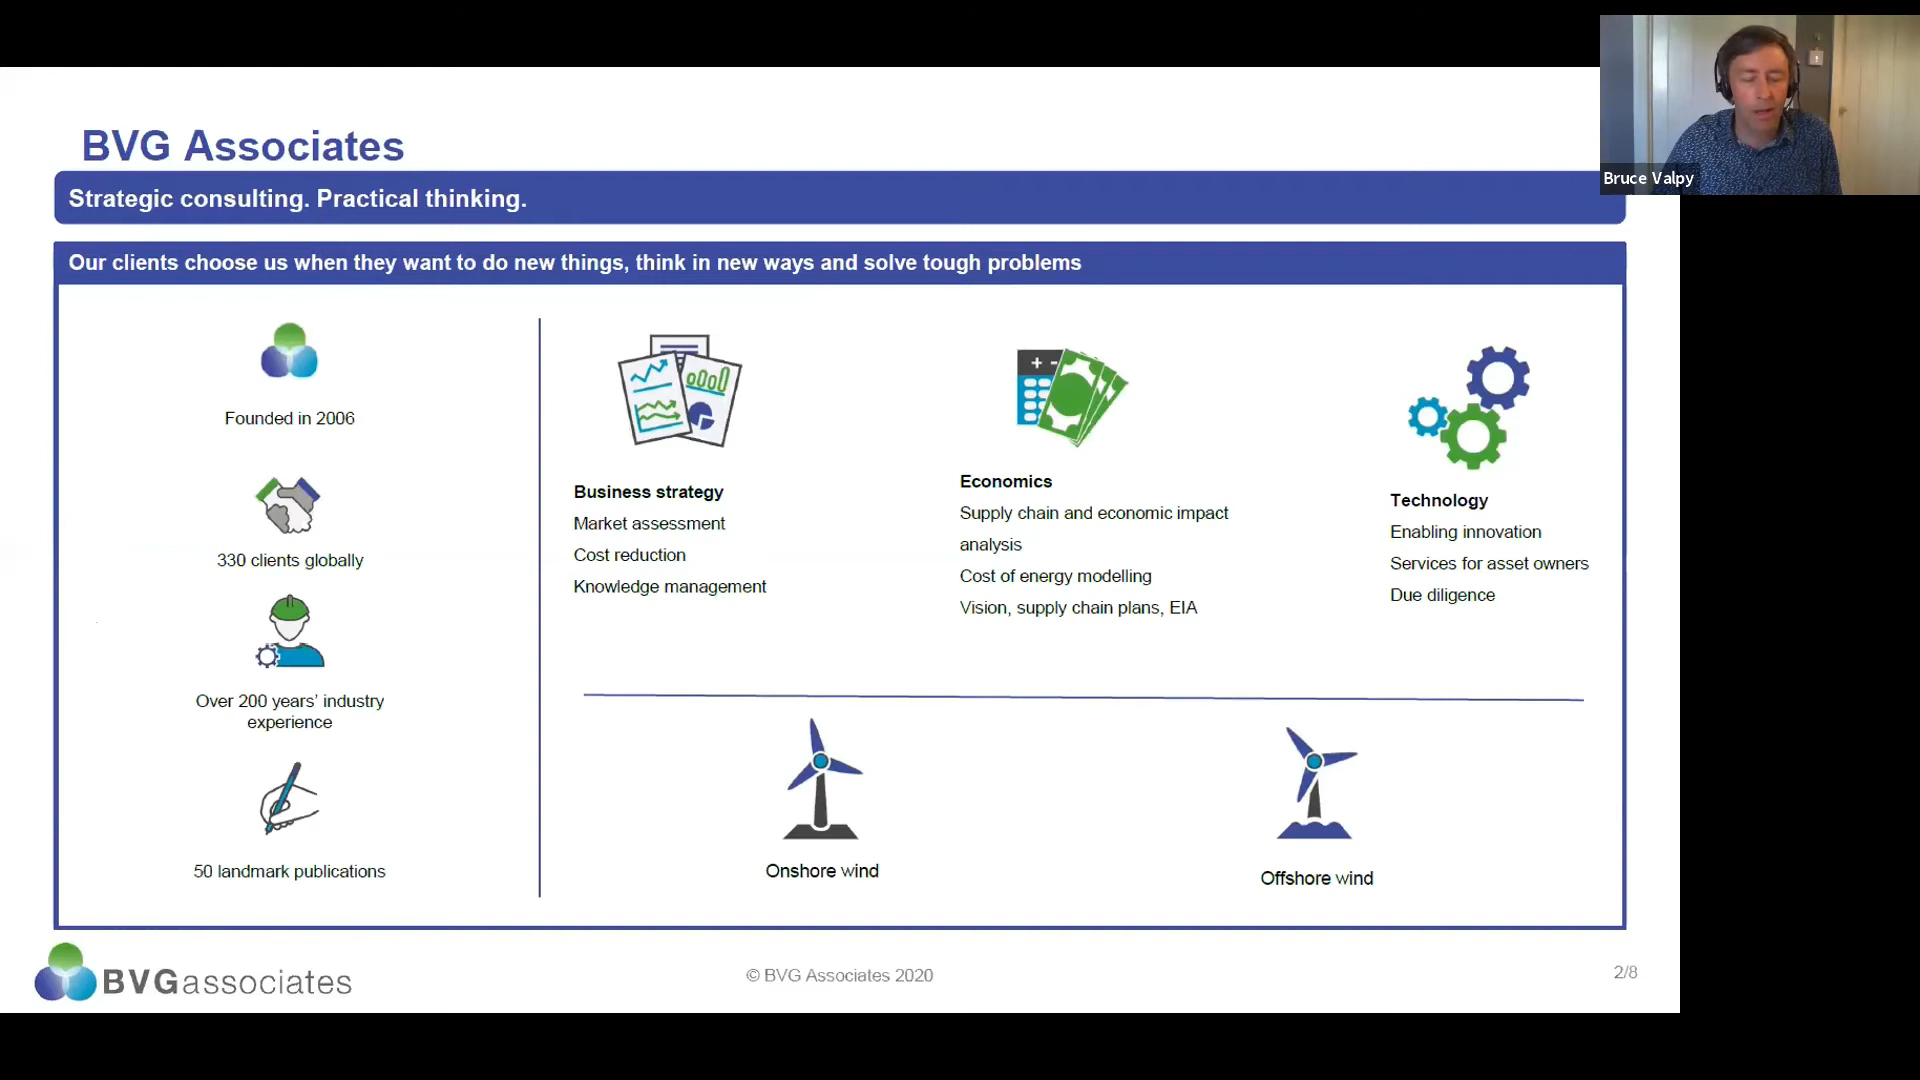 BVG Associates
Strategic consulting. Practical thinking.
Bruce Valpy
Our clients choose us when they want to do new things, think in new ways and solve tough problems
Founded in 2006
330 clients globally
Over 200 years’ industry
experience
50 landmark publications
Business strategy
Market assessment
Cost reduction
Knowledge management
Economics
Supply chain and economic impact
analysis
Cost of energy modelling
Vision, supply chain plans, EIA
Technology
Enabling innovation
Services for asset owners
Due diligence
Onshore wind
Offshore wind
BVGassociates
© BVG Associates 2020
2/8